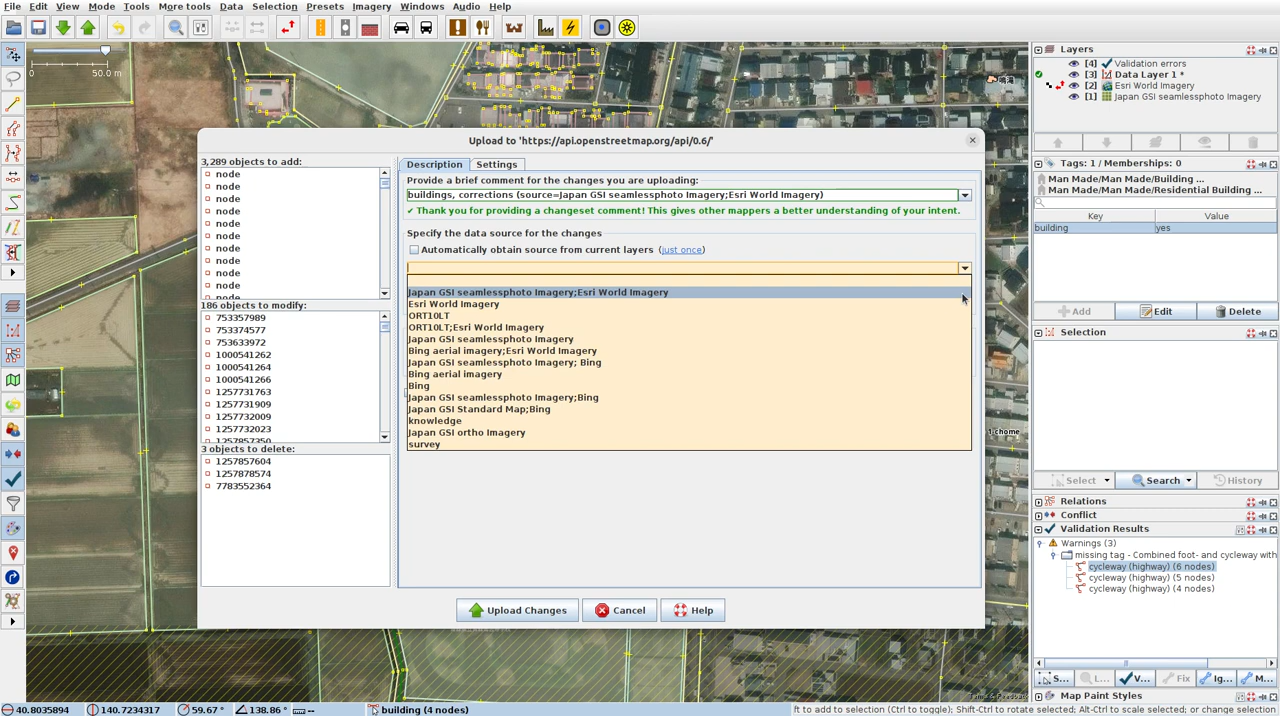 File Edit View Mode Tools More tools Data Selection Presets Imagery Windows Audio Help
0 50.0 m
Upload to 'https://api.openstreetmap.org/api/0.6/'
3,289 objects to add:
node
node
node
node
node
node
node
node
node
node
node
186 objects to modify:
753357989
753374577
753633972
1000541262
1000541264
1000541266
1257731763
1257731909
1257732009
1257732023
1257857350
3 objects to delete:
1257857604
1257878574
7783552364
Description Settings
Provide a brief comment for the changes you are uploading:
buildings, corrections (source=Japan GSI seamlessphoto Imagery;Esri World Imagery)
✔ Thank you for providing a changeset comment! This gives other mappers a better understanding of your intent.
Specify the data source for the changes
Automatically obtain source from current layers (just once)
Japan GSI seamlessphoto Imagery;Esri World Imagery
Esri World Imagery
ORT10LT
ORT10LT;Esri World Imagery
Japan GSI seamlessphoto Imagery
Bing aerial imagery;Esri World Imagery
Japan GSI seamlessphoto Imagery; Bing
Bing aerial imagery
Bing
Japan GSI seamlessphoto Imagery;Bing
Japan GSI Standard Map;Bing
knowledge
Japan GSI ortho Imagery
survey
Upload Changes Cancel Help
Layers
[4] Validation errors
[3] Data Layer 1 *
[2] Esri World Imagery
[1] Japan GSI seamlessphoto Imagery
Tags: 1 / Memberships: 0
Man Made/Man Made/Building ...
Man Made/Man Made/Residential Building ...
Key Value
building yes
Add Edit Delete
Selection
1 chome
Select Search History
Relations
Conflict
Validation Results
Warnings (3)
missing tag - Combined foot- and cycleway with
cycleway (highway) (6 nodes)
cycleway (highway) (5 nodes)
cycleway (highway) (4 nodes)
S... L... V... Fix Ig... M...
Map Paint Styles
40.8035894 140.7234317 59.67° 138.86° -- building (4 nodes) ft to add to selection (Ctrl to toggle); Shift-Ctrl to rotate selected; Alt-Ctrl to scale selected; or change selection